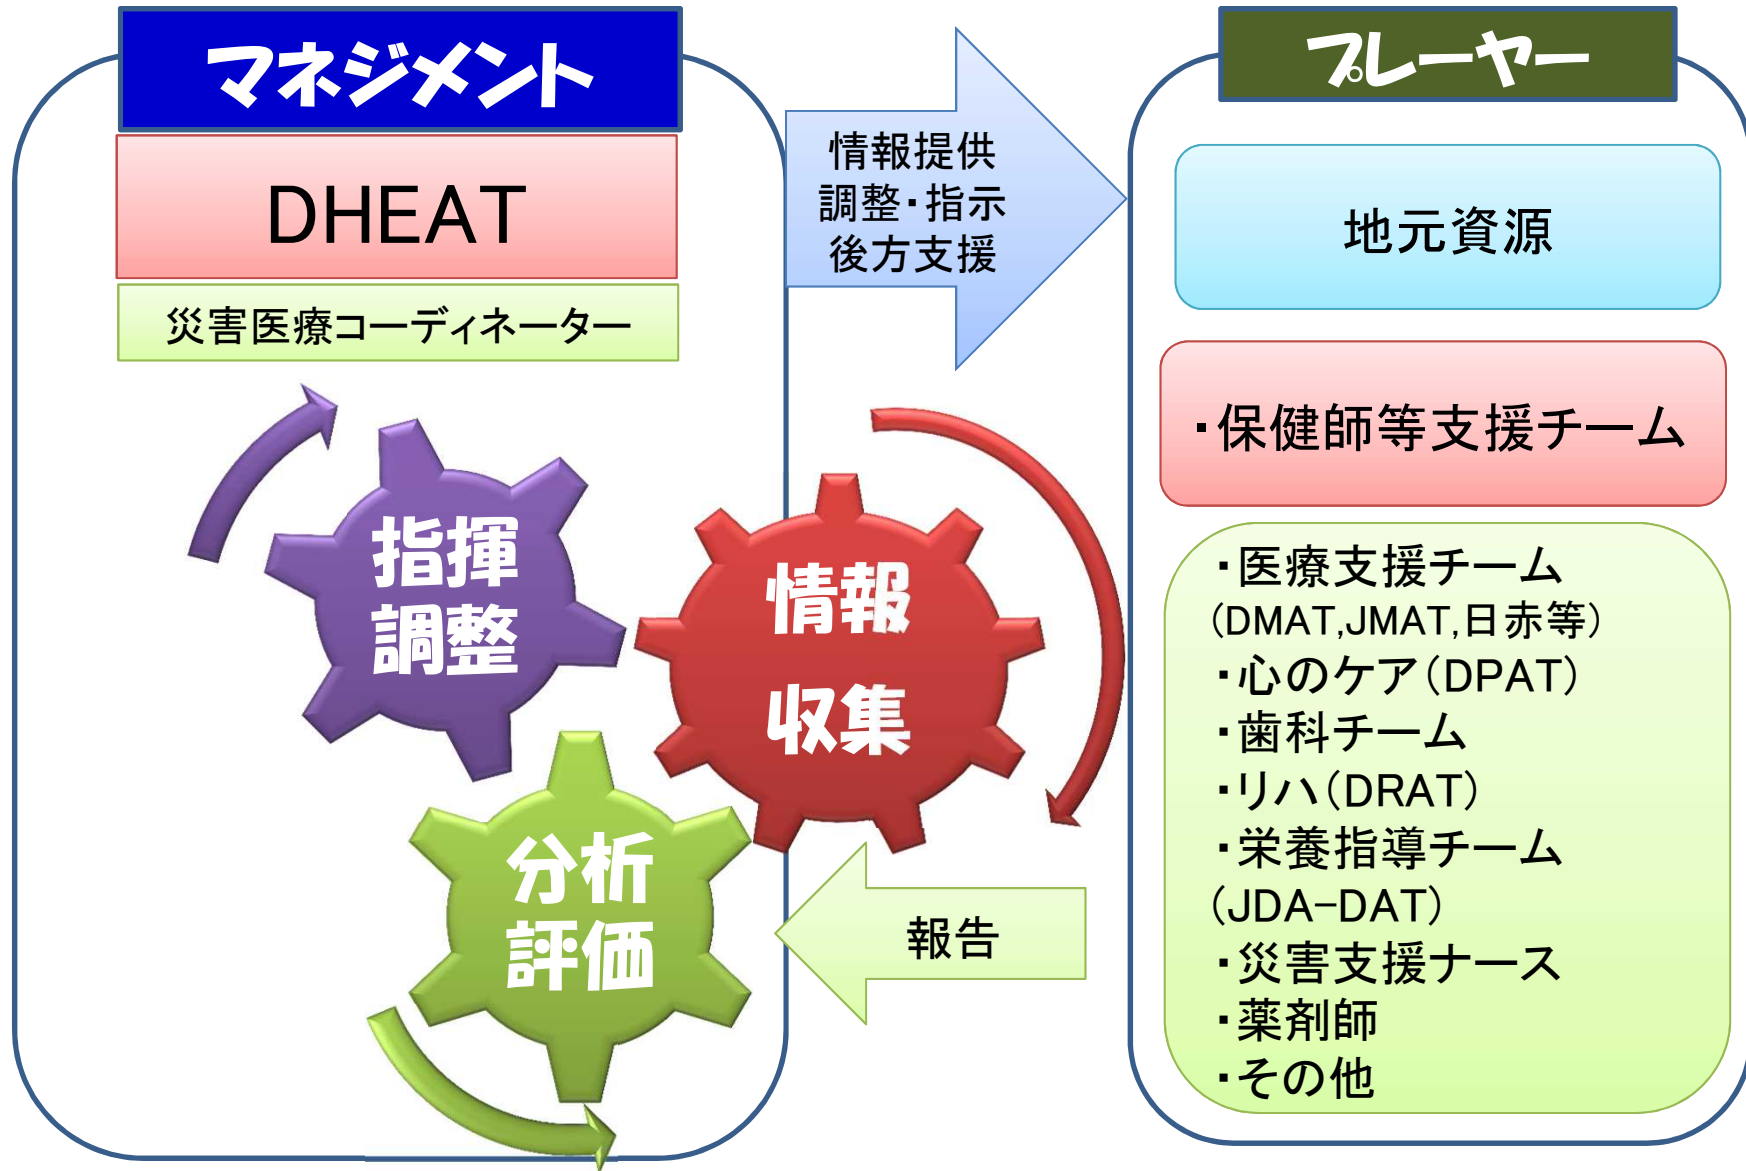 マネジメント
DHEAT
災害医療コーディネーター
指揮
調整
情報
収集
分析
評価
情報提供
調整・指示
後方支援
報告
プレーヤー
地元資源
・保健師等支援チーム
・医療支援チーム
(DMAT,JMAT,日赤等)
・心のケア(DPAT)
・歯科チーム
・リハ(DRAT)
・栄養指導チーム
(JDA-DAT)
・災害支援ナース
・薬剤師
・その他